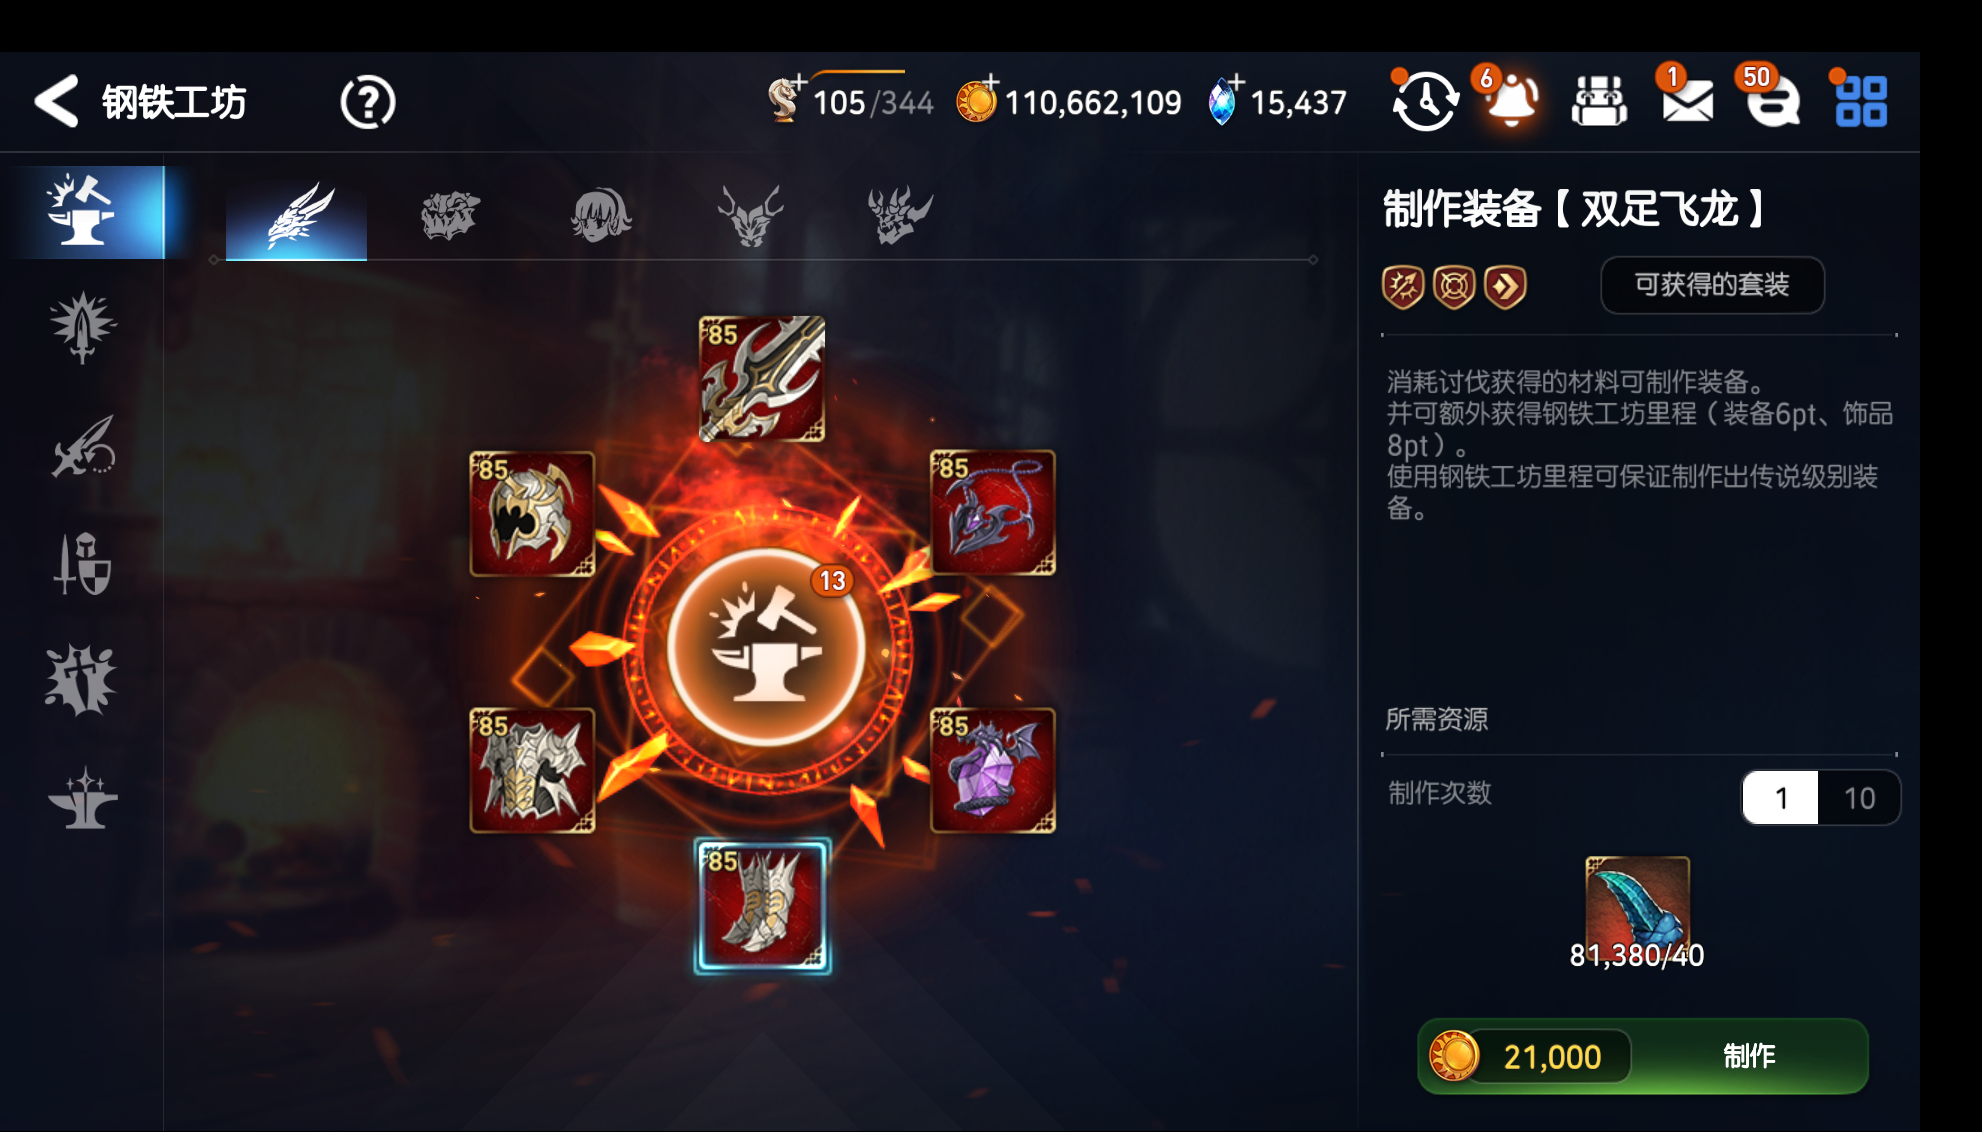 钢铁工坊
?
105/344
110,662,109
15,437
6
1
50
制作装备【双足飞龙】
可获得的套装
消耗讨伐获得的材料可制作装备。
并可额外获得钢铁工坊里程（装备6pt、饰品
8pt）。
使用钢铁工坊里程可保证制作出传说级别装
备。
85
85
85
13
85
85
85
所需资源
制作次数
1
10
81,380/40
21,000
制作